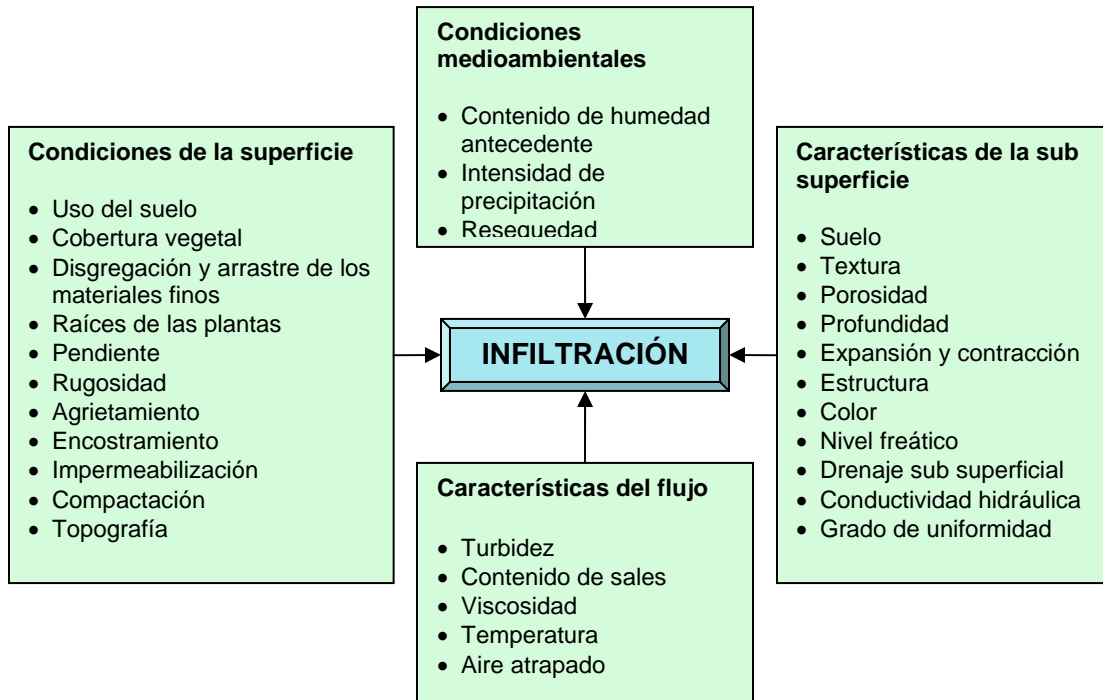 Condiciones
medioambientales
• Contenido de humedad
antecedente
• Intensidad de
precipitación
• Resequedad
Condiciones de la superficie
• Uso del suelo
• Cobertura vegetal
• Disgregación y arrastre de los
materiales finos
• Raíces de las plantas
• Pendiente
• Rugosidad
• Agrietamiento
• Encostramiento
• Impermeabilización
• Compactación
• Topografía
INFILTRACIÓN
Características de la sub
superficie
• Suelo
• Textura
• Porosidad
• Profundidad
• Expansión y contracción
• Estructura
• Color
• Nivel freático
• Drenaje sub superficial
• Conductividad hidráulica
• Grado de uniformidad
Características del flujo
• Turbidez
• Contenido de sales
• Viscosidad
• Temperatura
• Aire atrapado